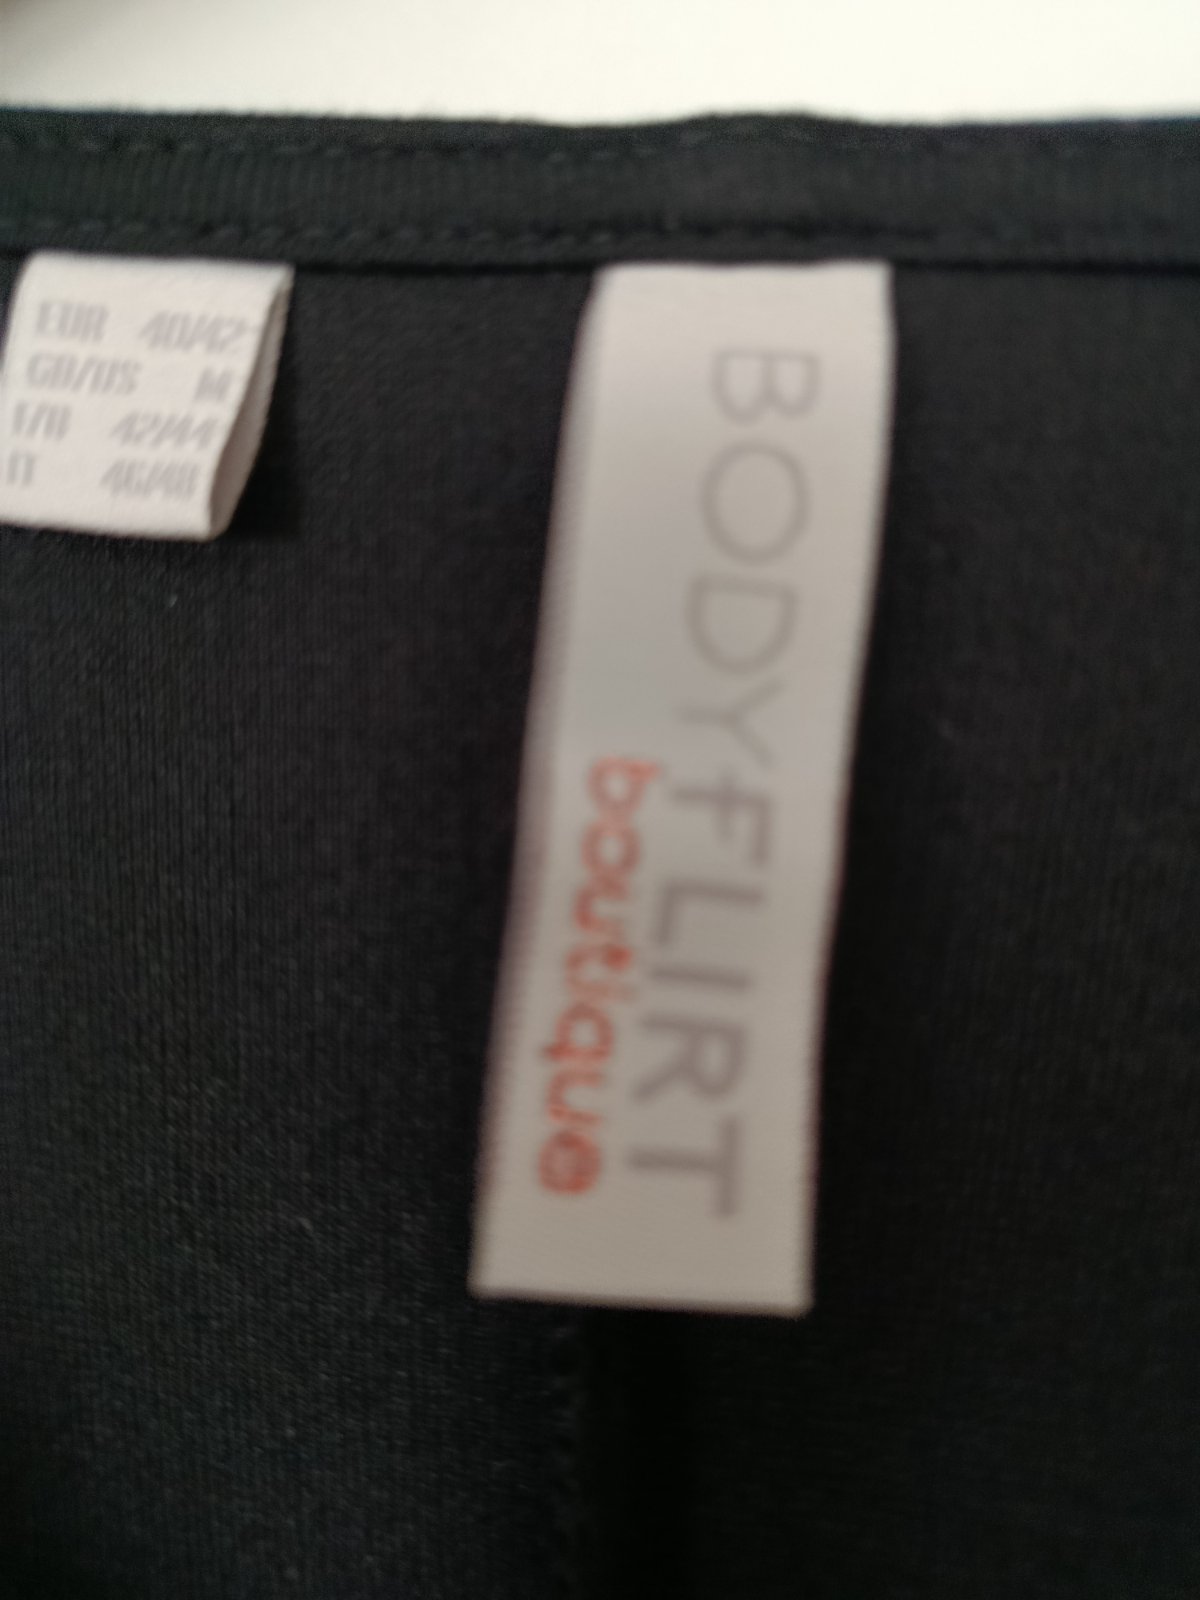 EUR 40/42
GB/US M
F/B 42/44
IT 46/48
BODYFLIRT
boutique